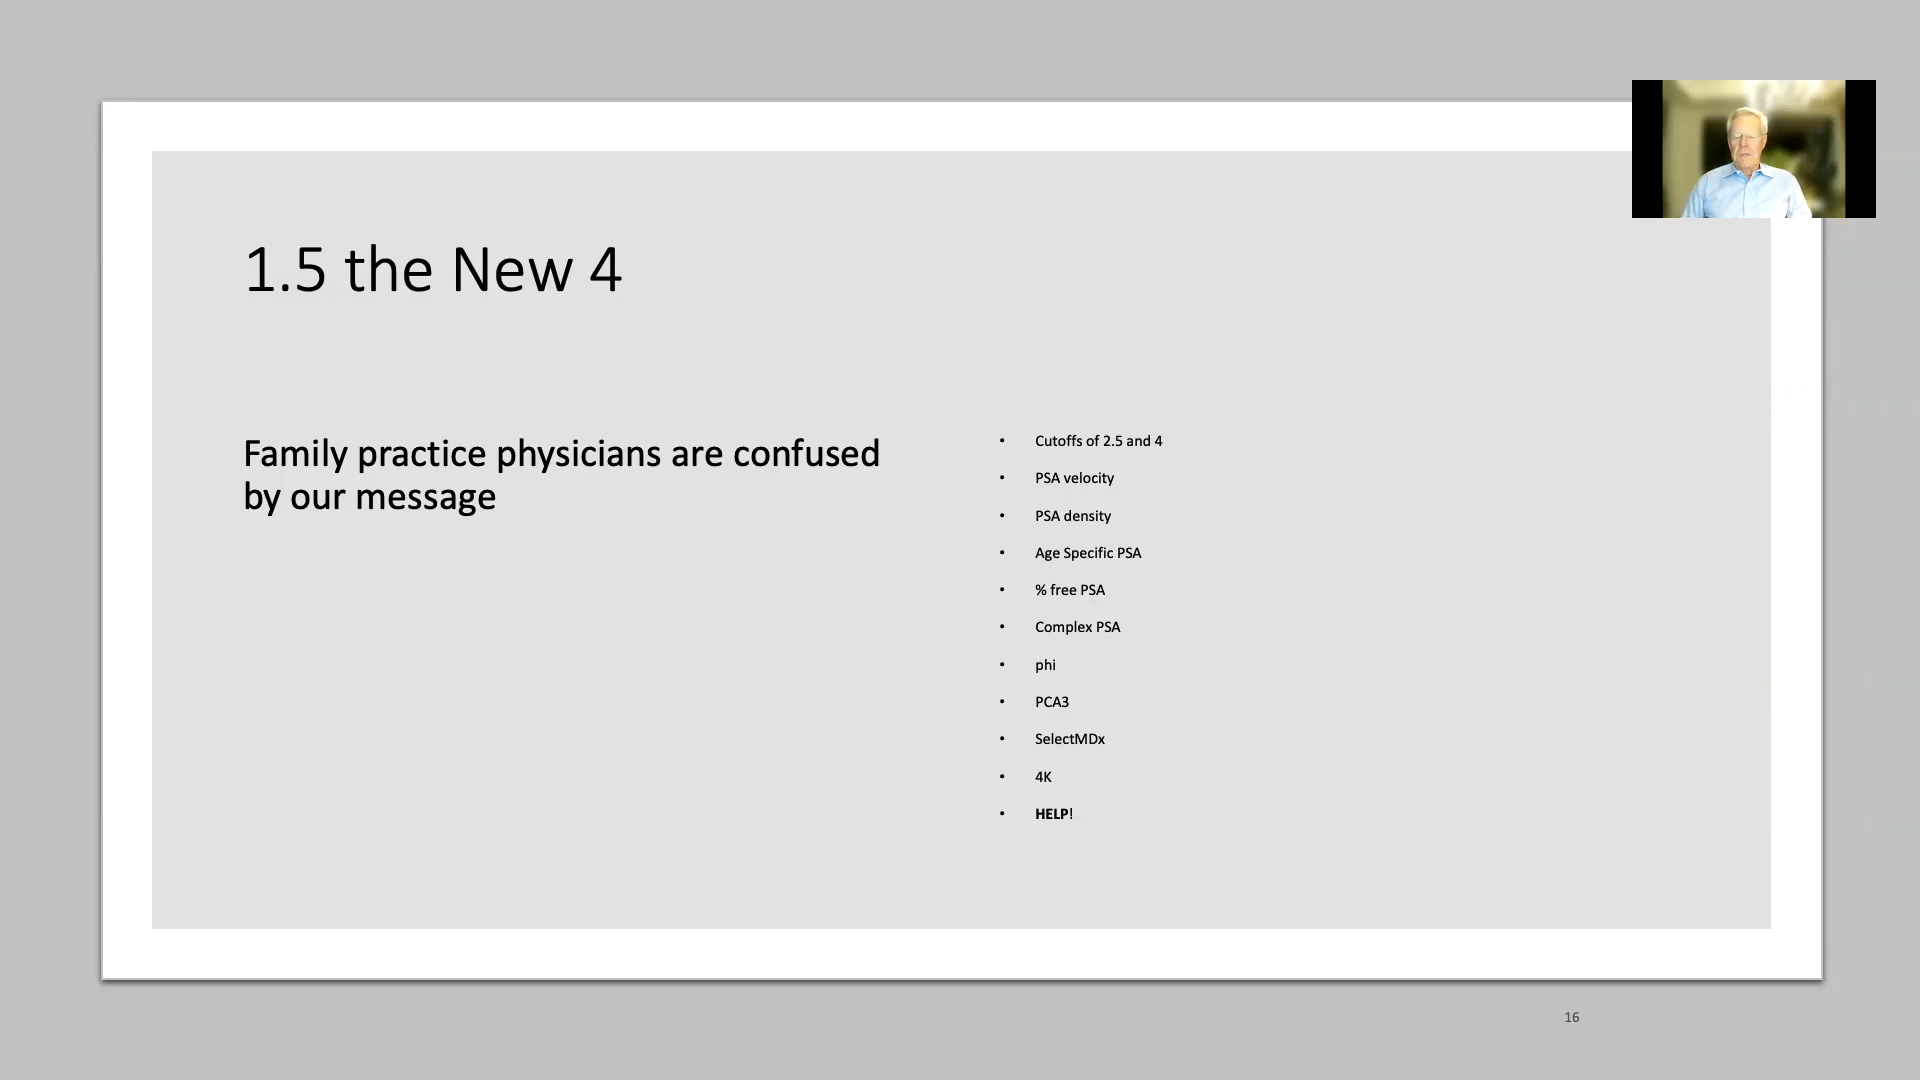 1.5 the New 4
Family practice physicians are confused
by our message
• Cutoffs of 2.5 and 4
• PSA velocity
• PSA density
• Age Specific PSA
• % free PSA
• Complex PSA
• phi
• PCA3
• SelectMDx
• 4K
• HELP!
16